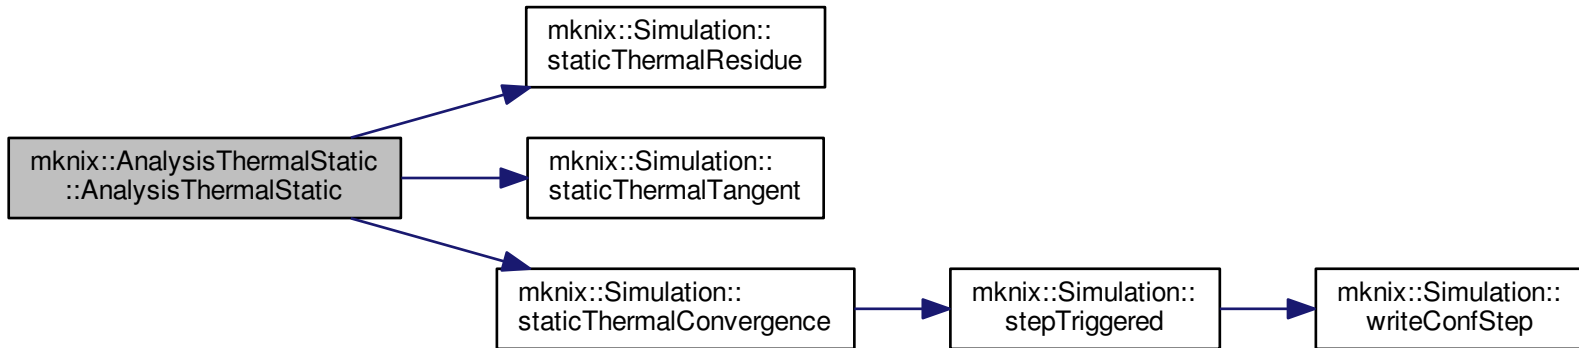 mknix::Simulation::
staticThermalResidue
mknix::AnalysisThermalStatic
::AnalysisThermalStatic
mknix::Simulation::
staticThermalTangent
mknix::Simulation::
staticThermalConvergence
mknix::Simulation::
stepTriggered
mknix::Simulation::
writeConfStep